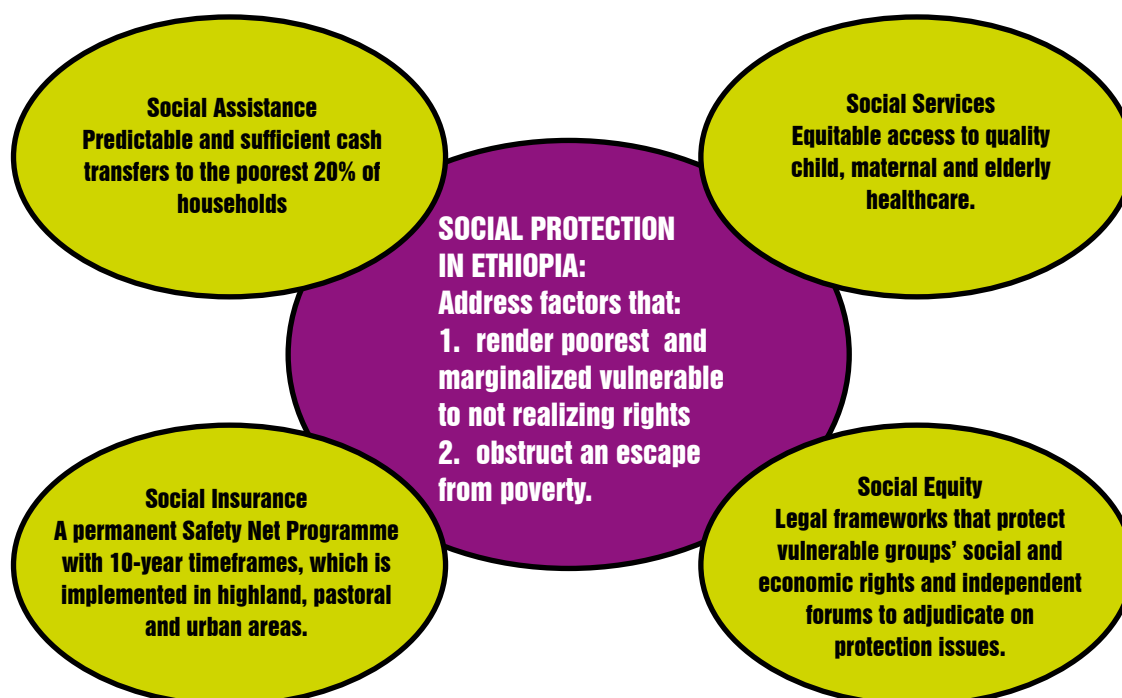 Social Assistance
Predictable and sufficient cash
transfers to the poorest 20% of
households
Social Services
Equitable access to quality
child, maternal and elderly
healthcare.
SOCIAL PROTECTION
IN ETHIOPIA:
Address factors that:
1. render poorest and
marginalized vulnerable
to not realizing rights
2. obstruct an escape
from poverty.
Social Insurance
A permanent Safety Net Programme
with 10-year timeframes, which is
implemented in highland, pastoral
and urban areas.
Social Equity
Legal frameworks that protect
vulnerable groups’ social and
economic rights and independent
forums to adjudicate on
protection issues.